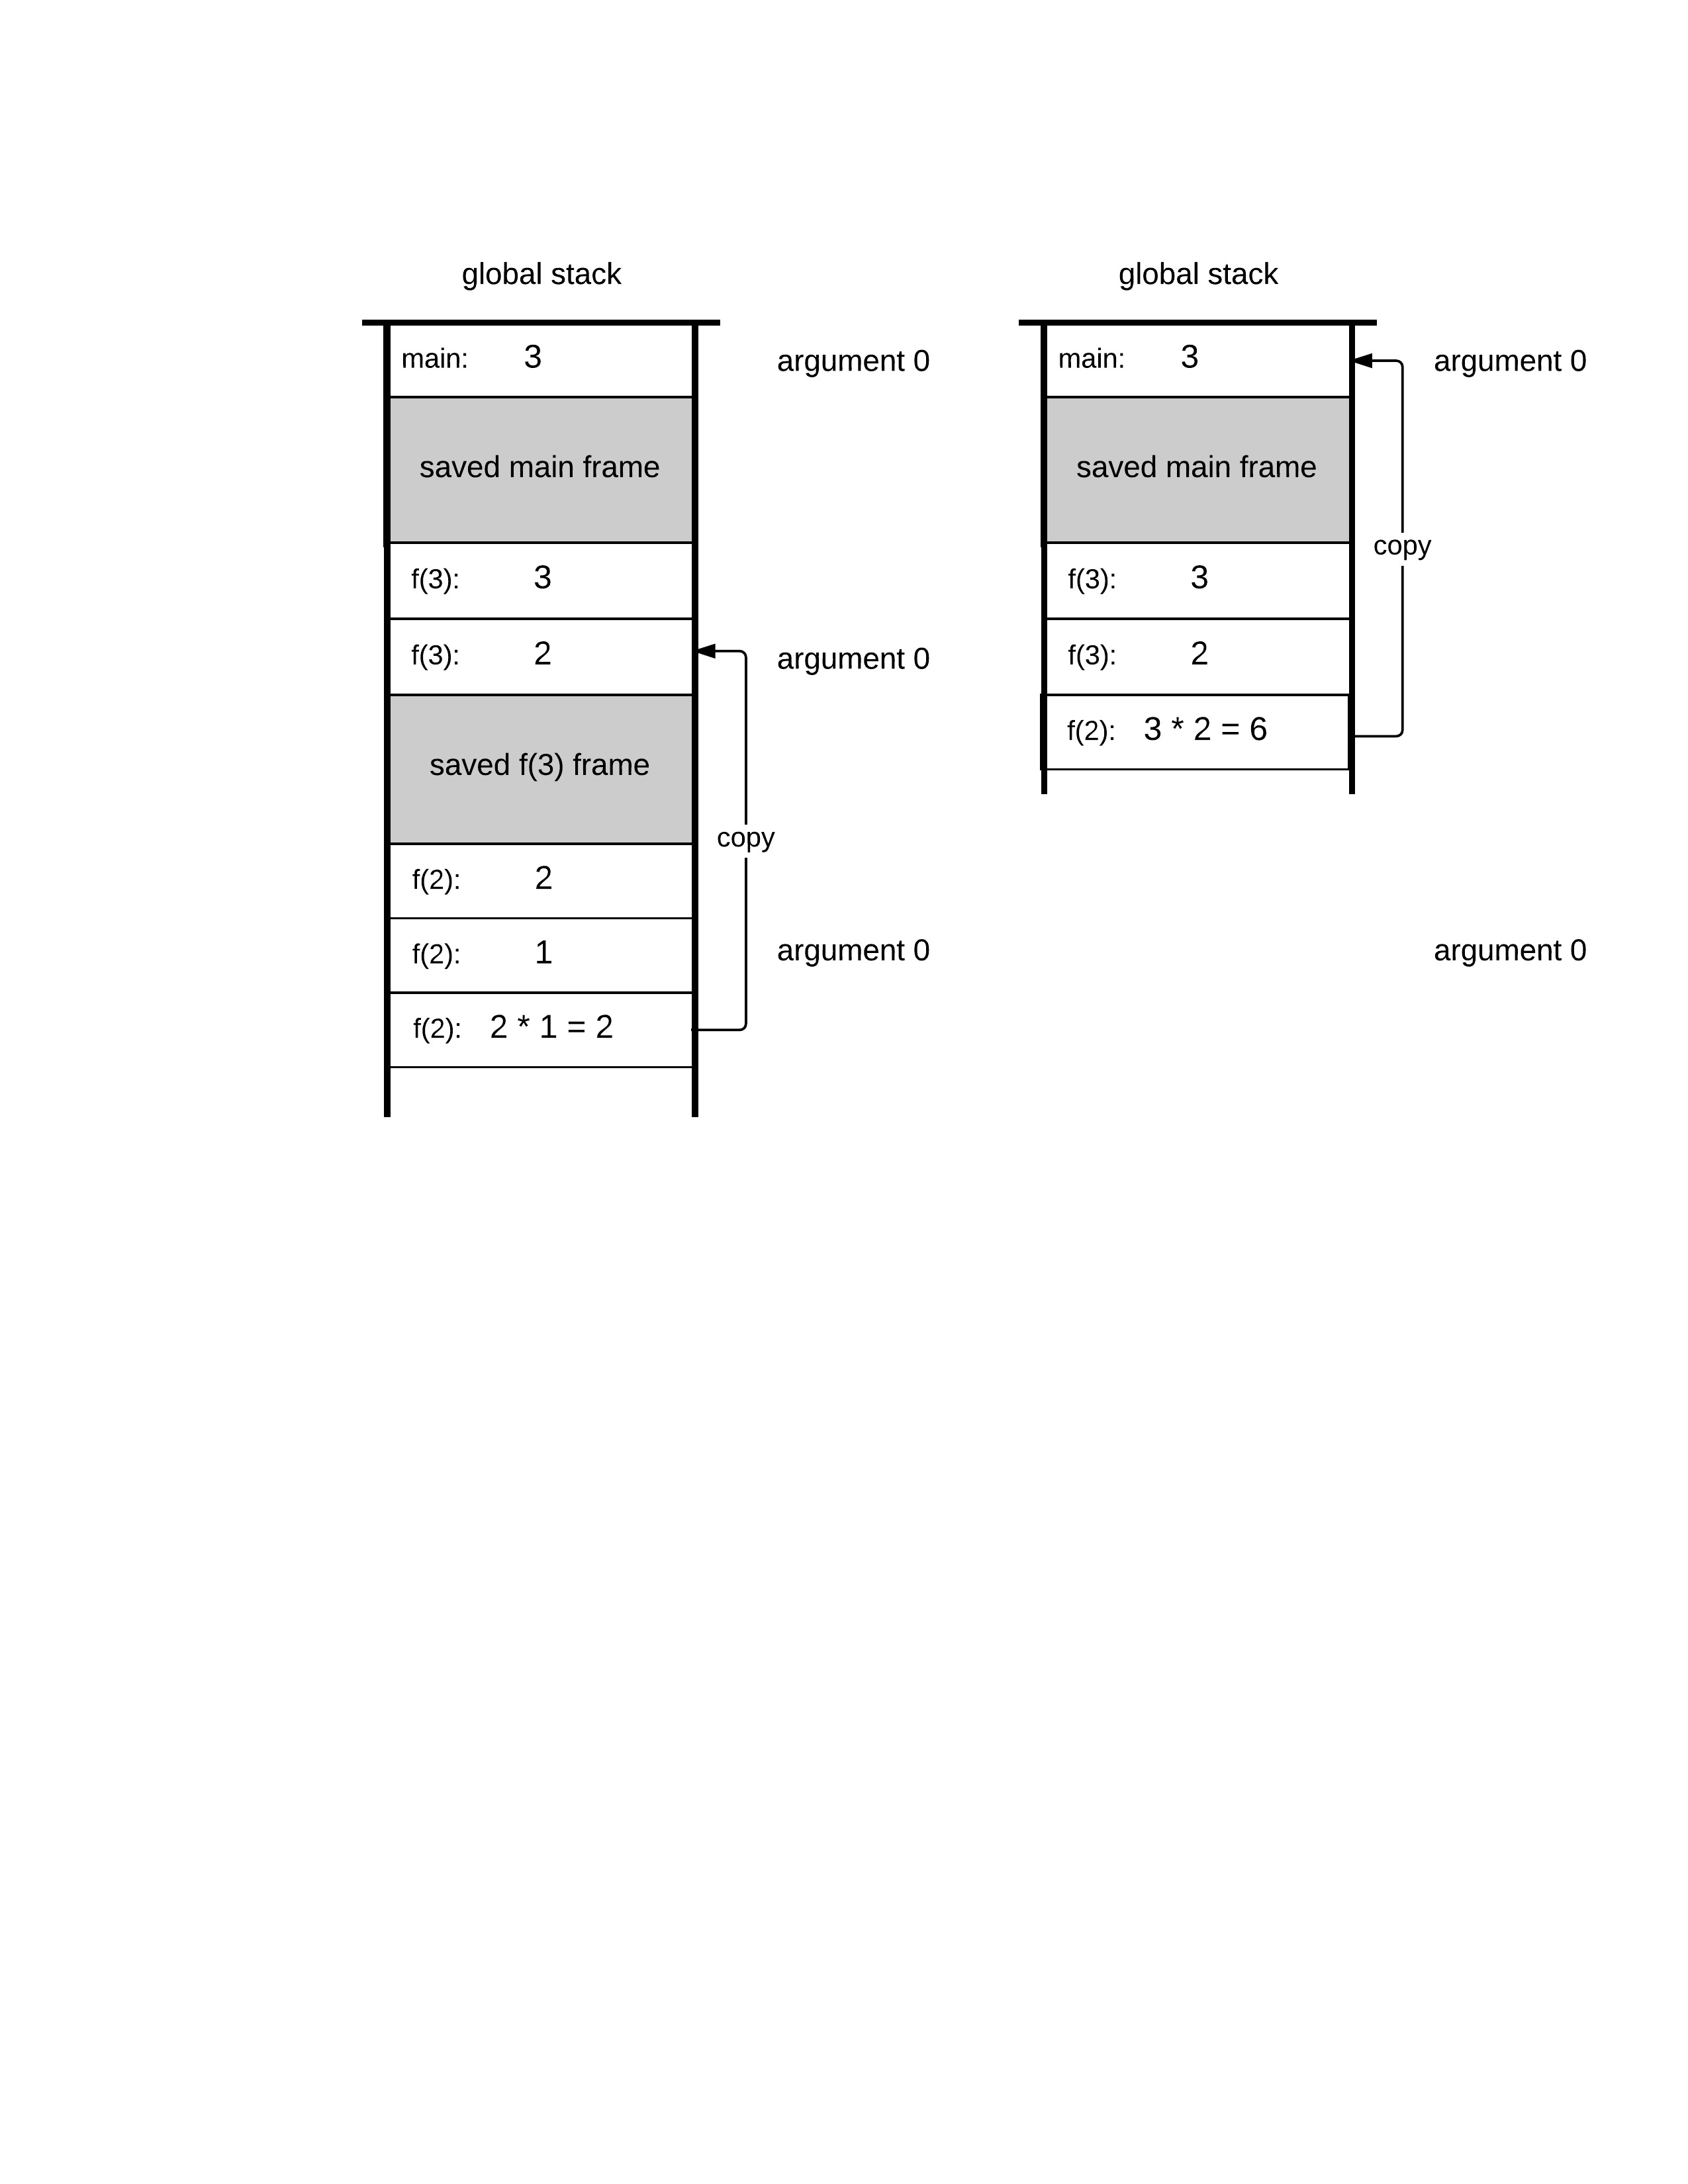 global stack
main: 3
argument 0
saved main frame
f(3): 3
f(3): 2
argument 0
saved f(3) frame
copy
f(2): 2
f(2): 1
argument 0
f(2): 2 * 1 = 2
global stack
main: 3
argument 0
saved main frame
copy
f(3): 3
f(3): 2
f(2): 3 * 2 = 6
argument 0